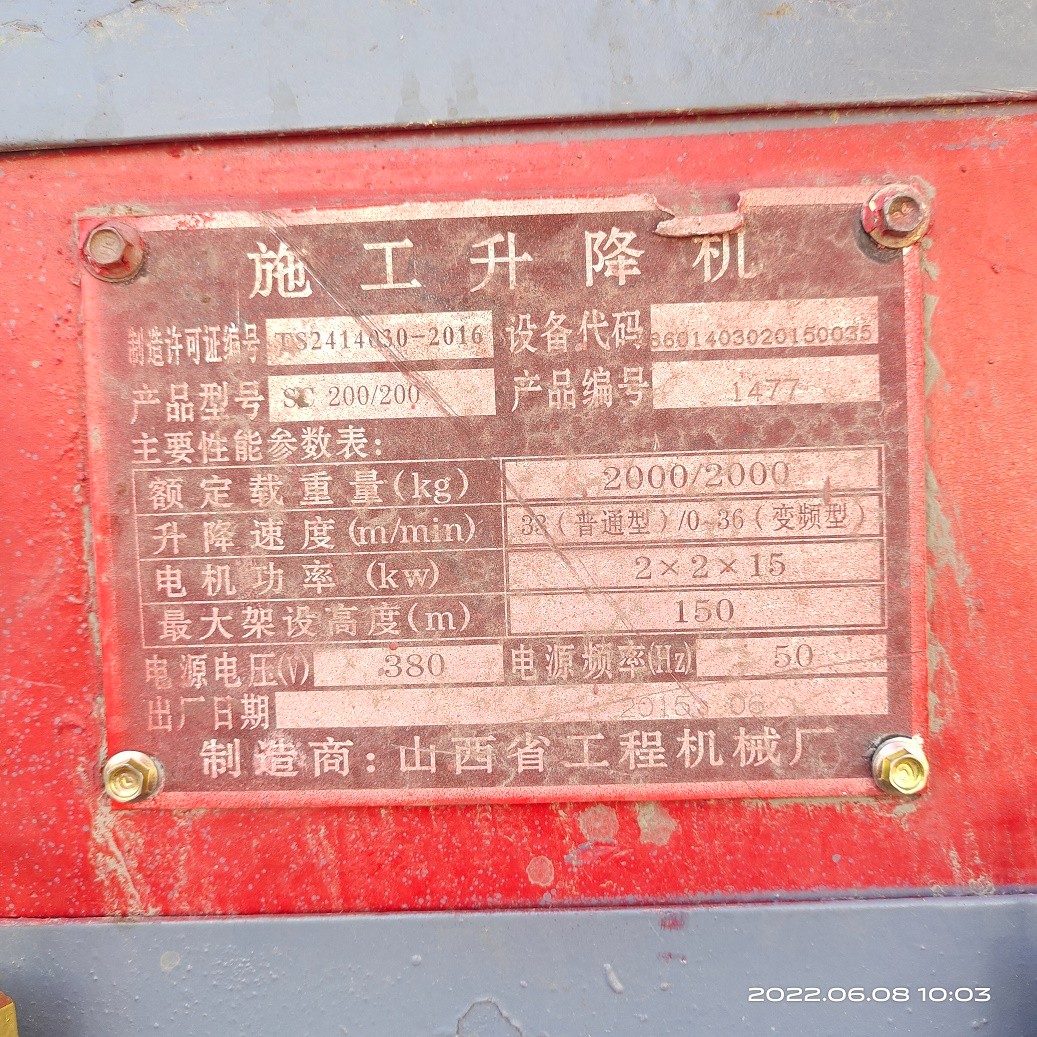 施工升降机
制造许可证编号 TS2414030-2016 设备代码 3601403020150035
产品型号 SC 200/200 产品编号 1477
主要性能参数表:
额定载重量(kg) 2000/2000
升降速度(m/min) 33(普通型)/0-36(变频型)
电机功率(kw) 2×2×15
最大架设高度(m) 150
电源电压(V) 380 电源频率(Hz) 50
出厂日期 2015 06
制造商:山西省工程机械厂
2022.06.08 10:03